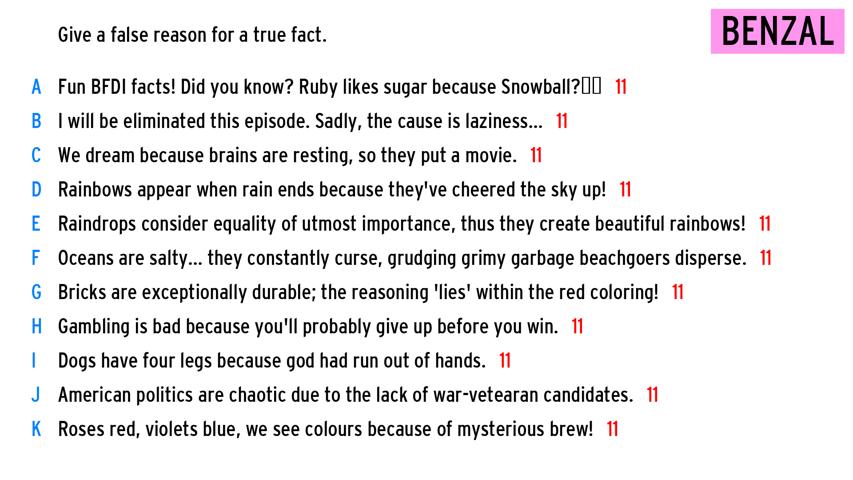 Give a false reason for a true fact.
BENZAL
A Fun BFDI facts! Did you know? Ruby likes sugar because Snowball?▯▯ 11
B I will be eliminated this episode. Sadly, the cause is laziness... 11
C We dream because brains are resting, so they put a movie. 11
D Rainbows appear when rain ends because they've cheered the sky up! 11
E Raindrops consider equality of utmost importance, thus they create beautiful rainbows! 11
F Oceans are salty... they constantly curse, grudging grimy garbage beachgoers disperse. 11
G Bricks are exceptionally durable; the reasoning 'lies' within the red coloring! 11
H Gambling is bad because you'll probably give up before you win. 11
I Dogs have four legs because god had run out of hands. 11
J American politics are chaotic due to the lack of war-vetearan candidates. 11
K Roses red, violets blue, we see colours because of mysterious brew! 11